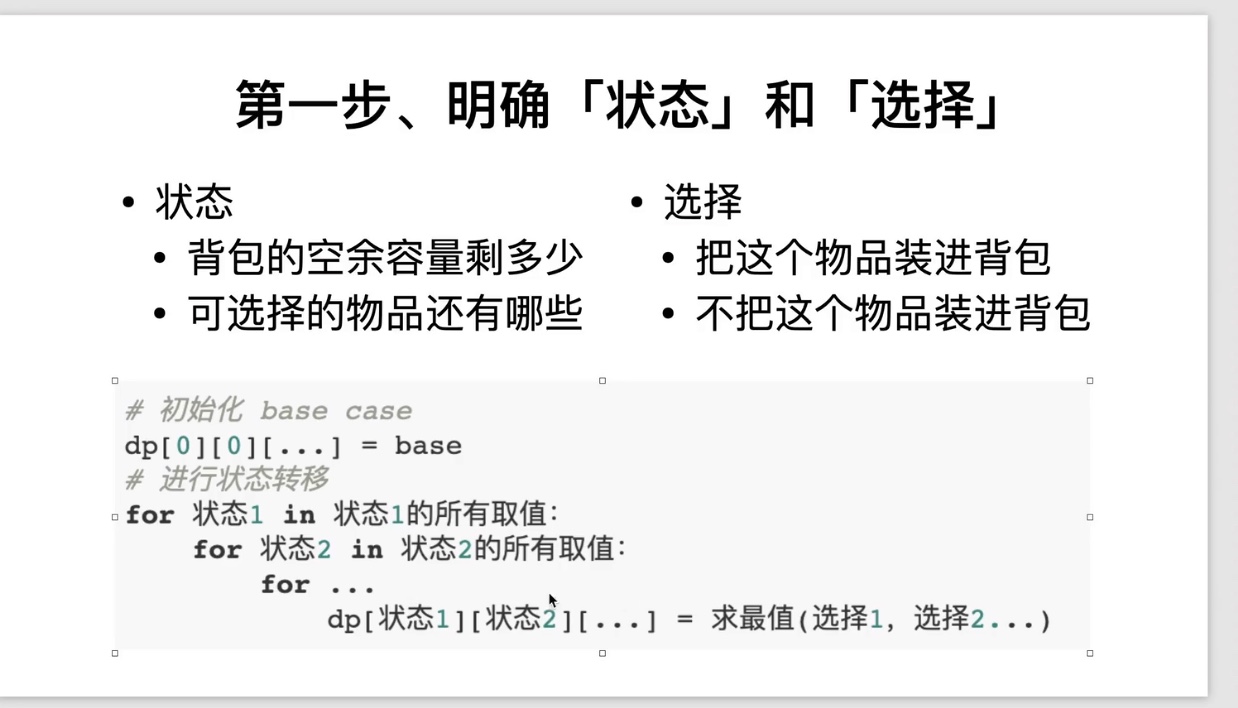 第一步、明确「状态」和「选择」
• 状态
• 背包的空余容量剩多少
• 可选择的物品还有哪些
• 选择
• 把这个物品装进背包
• 不把这个物品装进背包
# 初始化 base case
dp[0][0][...] = base
# 进行状态转移
for 状态1 in 状态1的所有取值：
for 状态2 in 状态2的所有取值：
for ...
dp[状态1][状态2][...] = 求最值(选择1, 选择2...)